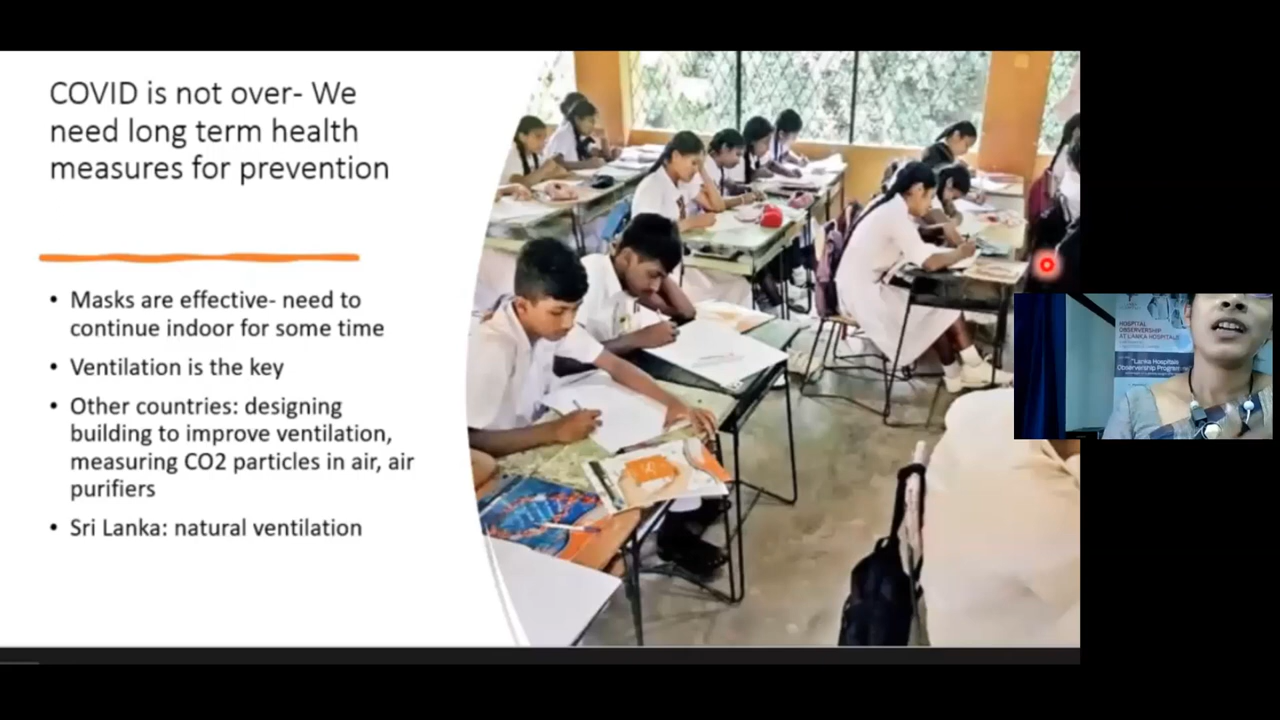 COVID is not over- We
need long term health
measures for prevention
• Masks are effective- need to
continue indoor for some time
• Ventilation is the key
• Other countries: designing
building to improve ventilation,
measuring CO2 particles in air, air
purifiers
• Sri Lanka: natural ventilation
HOSPITAL
OBSERVERSHIP
AT LANKA HOSPITALS
Lanka Hospitals
Observership Program